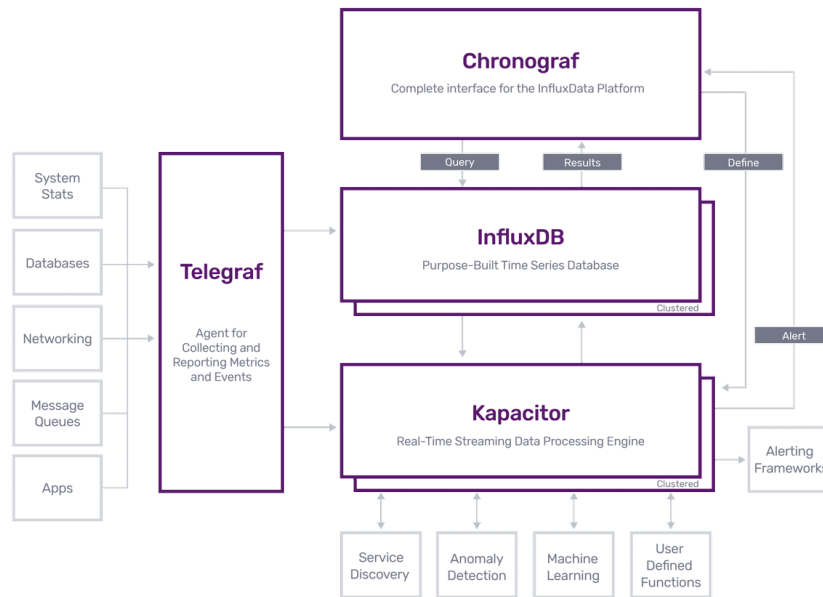 Chronograf
Complete interface for the InfluxData Platform
Query
Results
Define
System
Stats
Databases
Networking
Message
Queues
Apps
Telegraf
Agent for
Collecting and
Reporting Metrics
and Events
InfluxDB
Purpose-Built Time Series Database
Clustered
Alert
Kapacitor
Real-Time Streaming Data Processing Engine
Clustered
Alerting
Frameworks
Service
Discovery
Anomaly
Detection
Machine
Learning
User
Defined
Functions